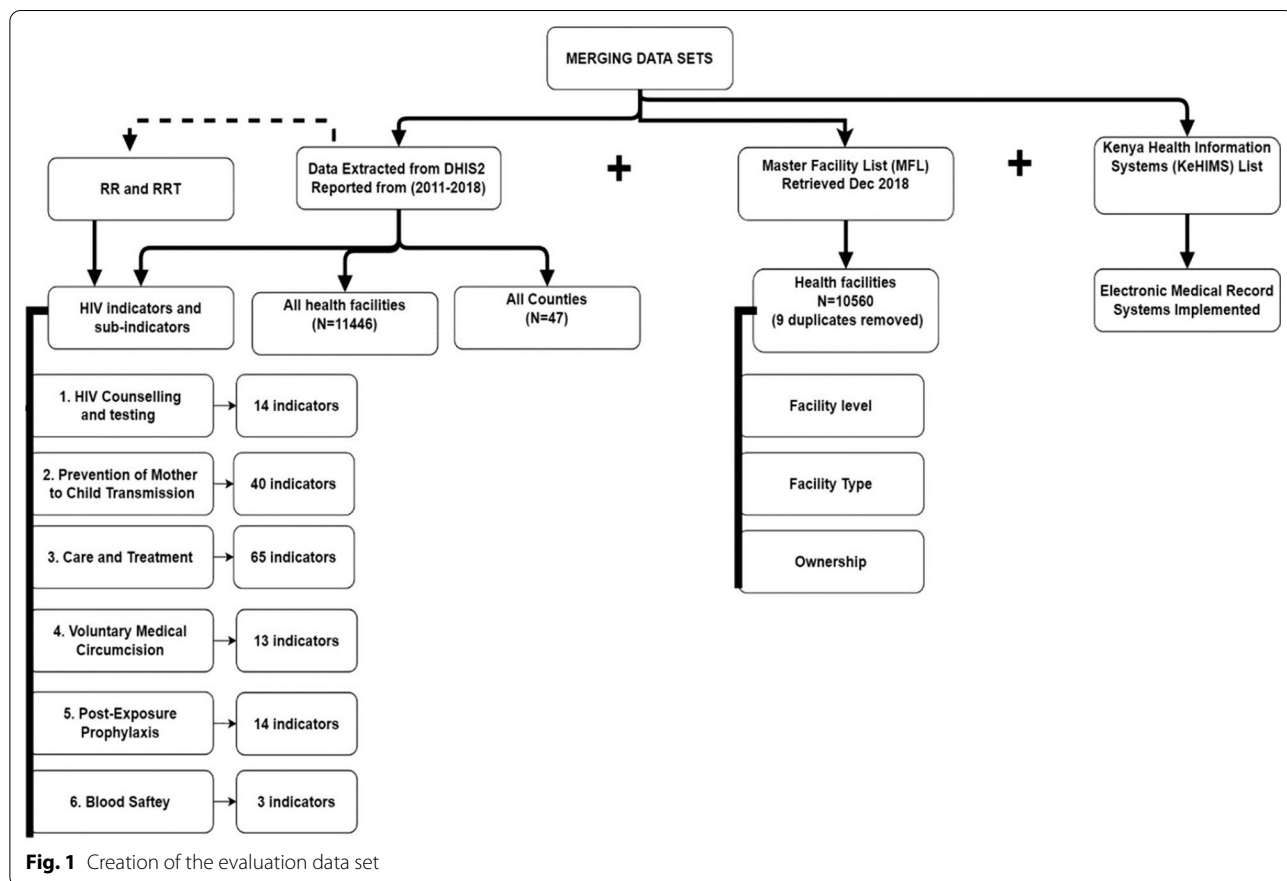 MERGING DATA SETS
RR and RRT
Data Extracted from DHIS2
Reported from (2011-2018)
+
Master Facility List (MFL)
Retrieved Dec 2018
+
Kenya Health Information
Systems (KeHIMS) List
HIV indicators and
sub-indicators
All health facilities
(N=11446)
All Counties
(N=47)
Health facilities
N=10560
(9 duplicates removed)
Electronic Medical Record
Systems Implemented
1. HIV Counselling
and testing
14 indicators
2. Prevention of Mother
to Child Transmission
40 indicators
3. Care and Treatment
65 indicators
4. Voluntary Medical
Circumcision
13 indicators
5. Post-Exposure
Prophylaxis
14 indicators
6. Blood Saftey
3 indicators
Facility level
Facility Type
Ownership
Fig. 1 Creation of the evaluation data set